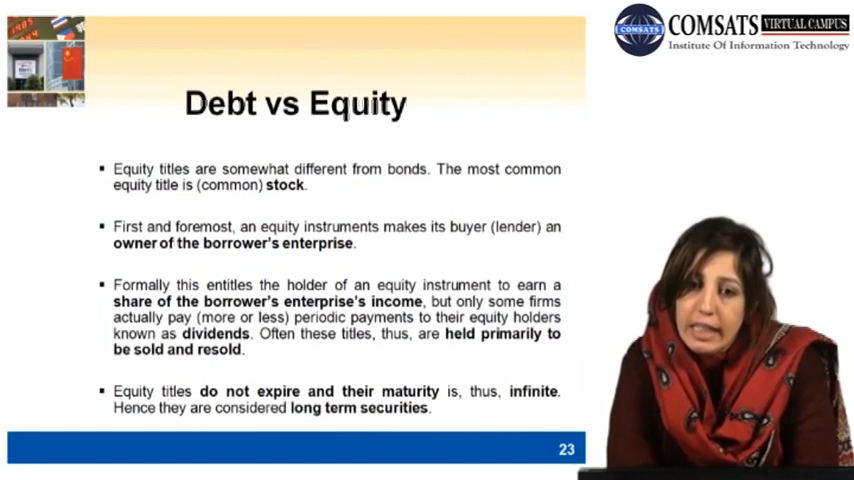 COMSATS VIRTUAL CAMPUS
COMSATS
Institute Of Information Technology
Debt vs Equity
▪ Equity titles are somewhat different from bonds. The most common
equity title is (common) stock.
▪ First and foremost, an equity instruments makes its buyer (lender) an
owner of the borrower's enterprise.
▪ Formally this entitles the holder of an equity instrument to earn a
share of the borrower's enterprise's income, but only some firms
actually pay (more or less) periodic payments to their equity holders
known as dividends. Often these titles, thus, are held primarily to
be sold and resold.
▪ Equity titles do not expire and their maturity is, thus, infinite.
Hence they are considered long term securities.
23